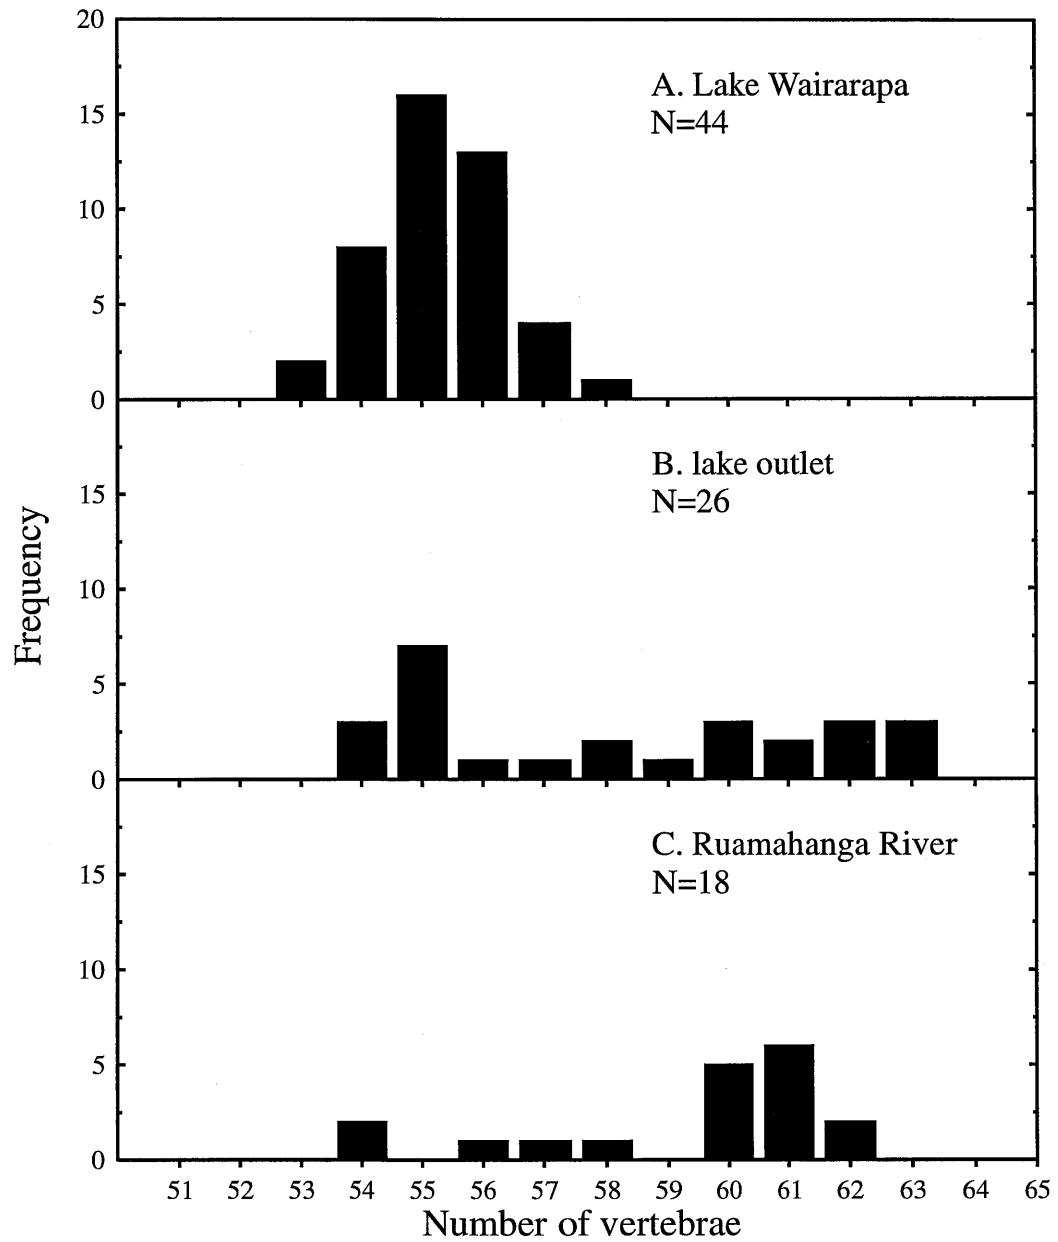 20
15
10
5
0
A. Lake Wairarapa
N=44
15
10
5
0
B. lake outlet
N=26
15
10
5
0
C. Ruamahanga River
N=18
Frequency
51 52 53 54 55 56 57 58 59 60 61 62 63 64 65
Number of vertebrae